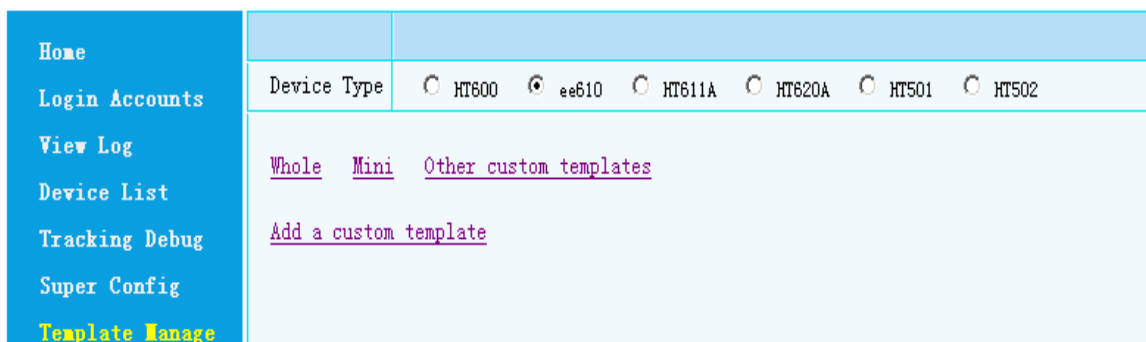 Home
Login Accounts
View Log
Device List
Tracking Debug
Super Config
Template Manage
Device Type HT600 ee610 HT611A HT620A HT501 HT502
Whole Mini Other custom templates
Add a custom template